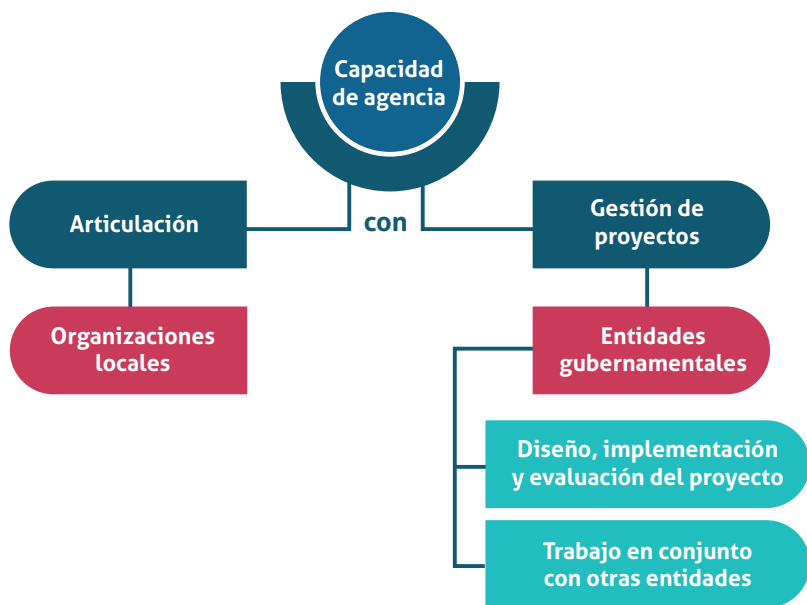 Capacidad
de agencia
Articulación
con
Gestión de
proyectos
Organizaciones
locales
Entidades
gubernamentales
Diseño, implementación
y evaluación del proyecto
Trabajo en conjunto
con otras entidades